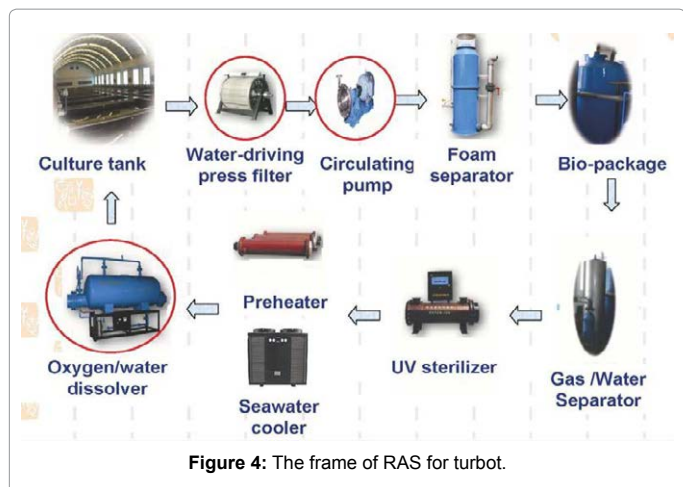 Culture tank
Water-driving
press filter
Circulating
pump
Foam
separator
Bio-package
Oxygen/water
dissolver
Preheater
Seawater
cooler
UV sterilizer
Gas /Water
Separator
Figure 4: The frame of RAS for turbot.